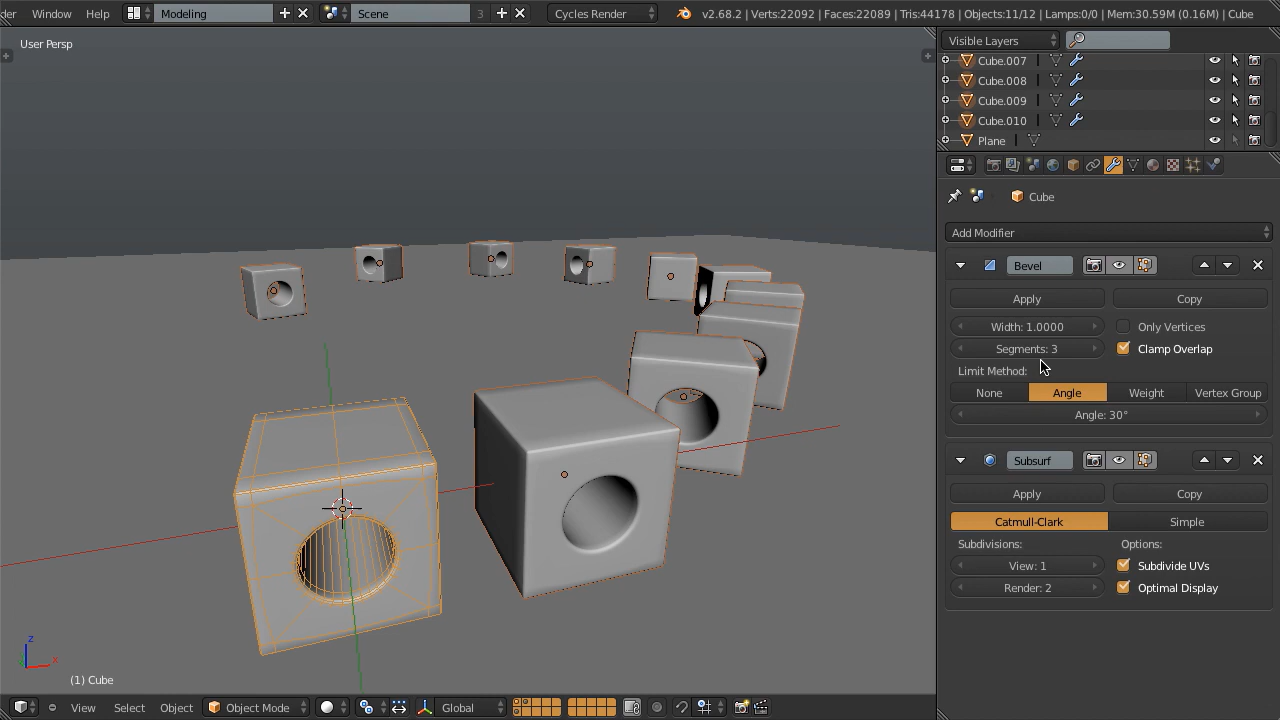 der Window Help Modeling Scene 3 Cycles Render v2.68.2 | Verts:22092 | Faces:22089 | Tris:44178 | Objects:11/12 | Lamps:0/0 | Mem:30.59M (0.16M) | Cube
User Persp
Visible Layers
Cube.007
Cube.008
Cube.009
Cube.010
Plane
Cube
Add Modifier
Bevel
Apply Copy
Width: 1.0000 Only Vertices
Segments: 3 Clamp Overlap
Limit Method:
None Angle Weight Vertex Group
Angle: 30°
Subsurf
Apply Copy
Catmull-Clark Simple
Subdivisions: Options:
View: 1 Subdivide UVs
Render: 2 Optimal Display
z
x
(1) Cube
View Select Object Object Mode Global